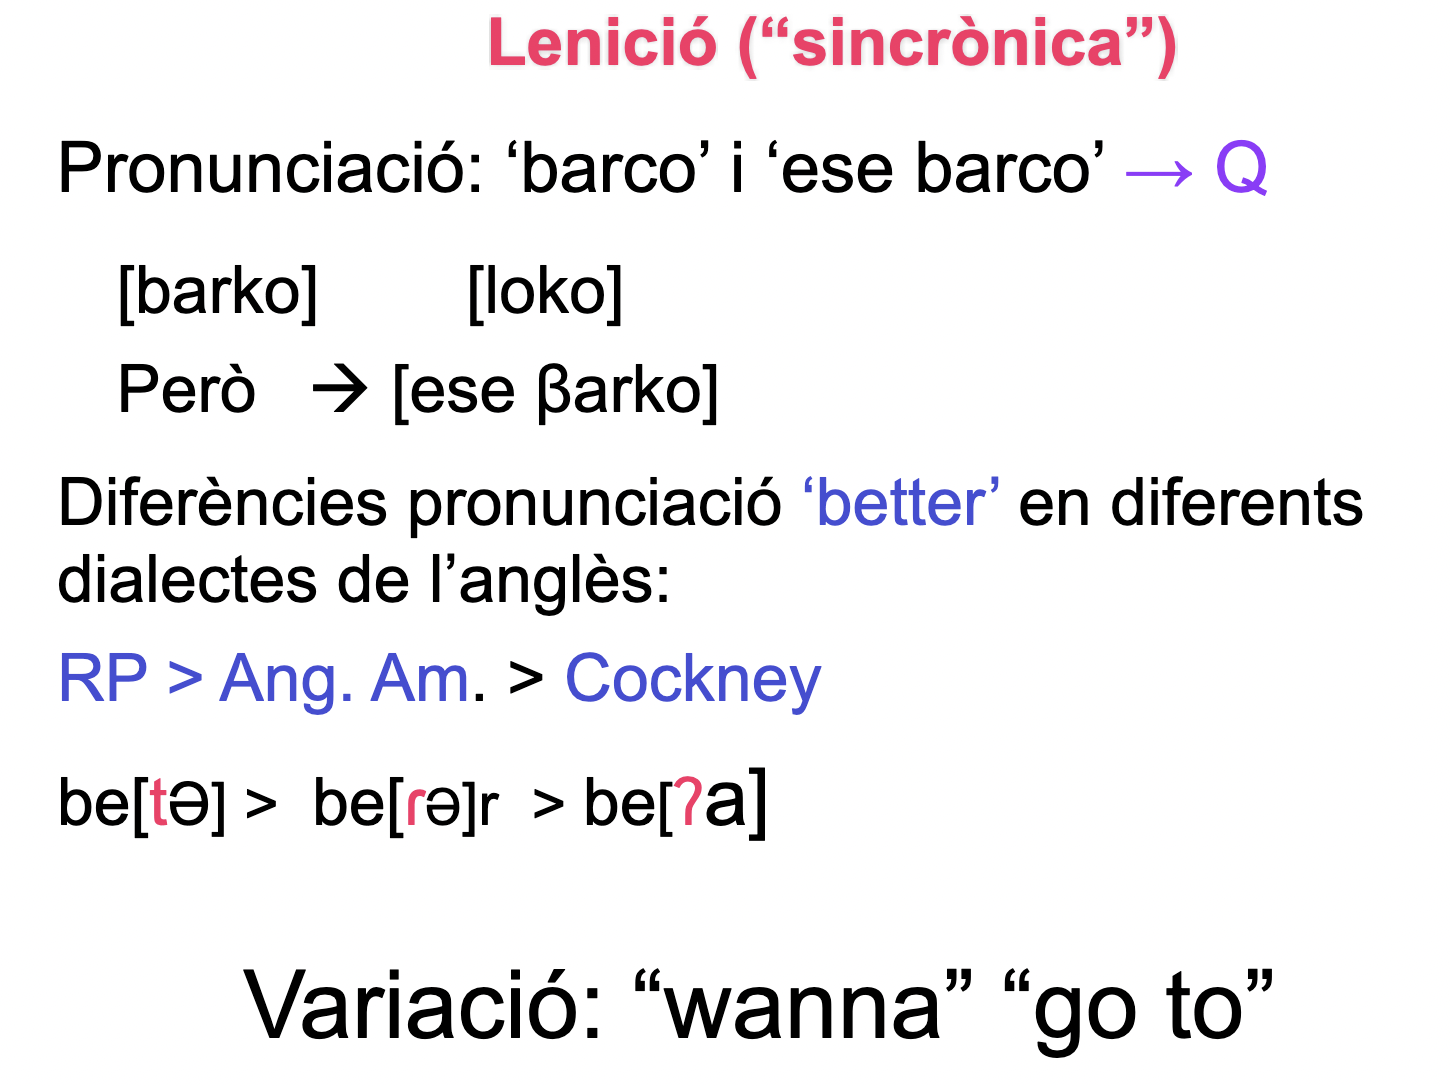 Lenició (“sincrònica”)
Pronunciació: ‘barco’ i ‘ese barco’ → Q
[barko] [loko]
Però → [ese βarko]
Diferències pronunciació ‘better’ en diferents
dialectes de l’anglès:
RP > Ang. Am. > Cockney
be[tƏ] > be[ɾə]r > be[ʔa]
Variació: “wanna” “go to”